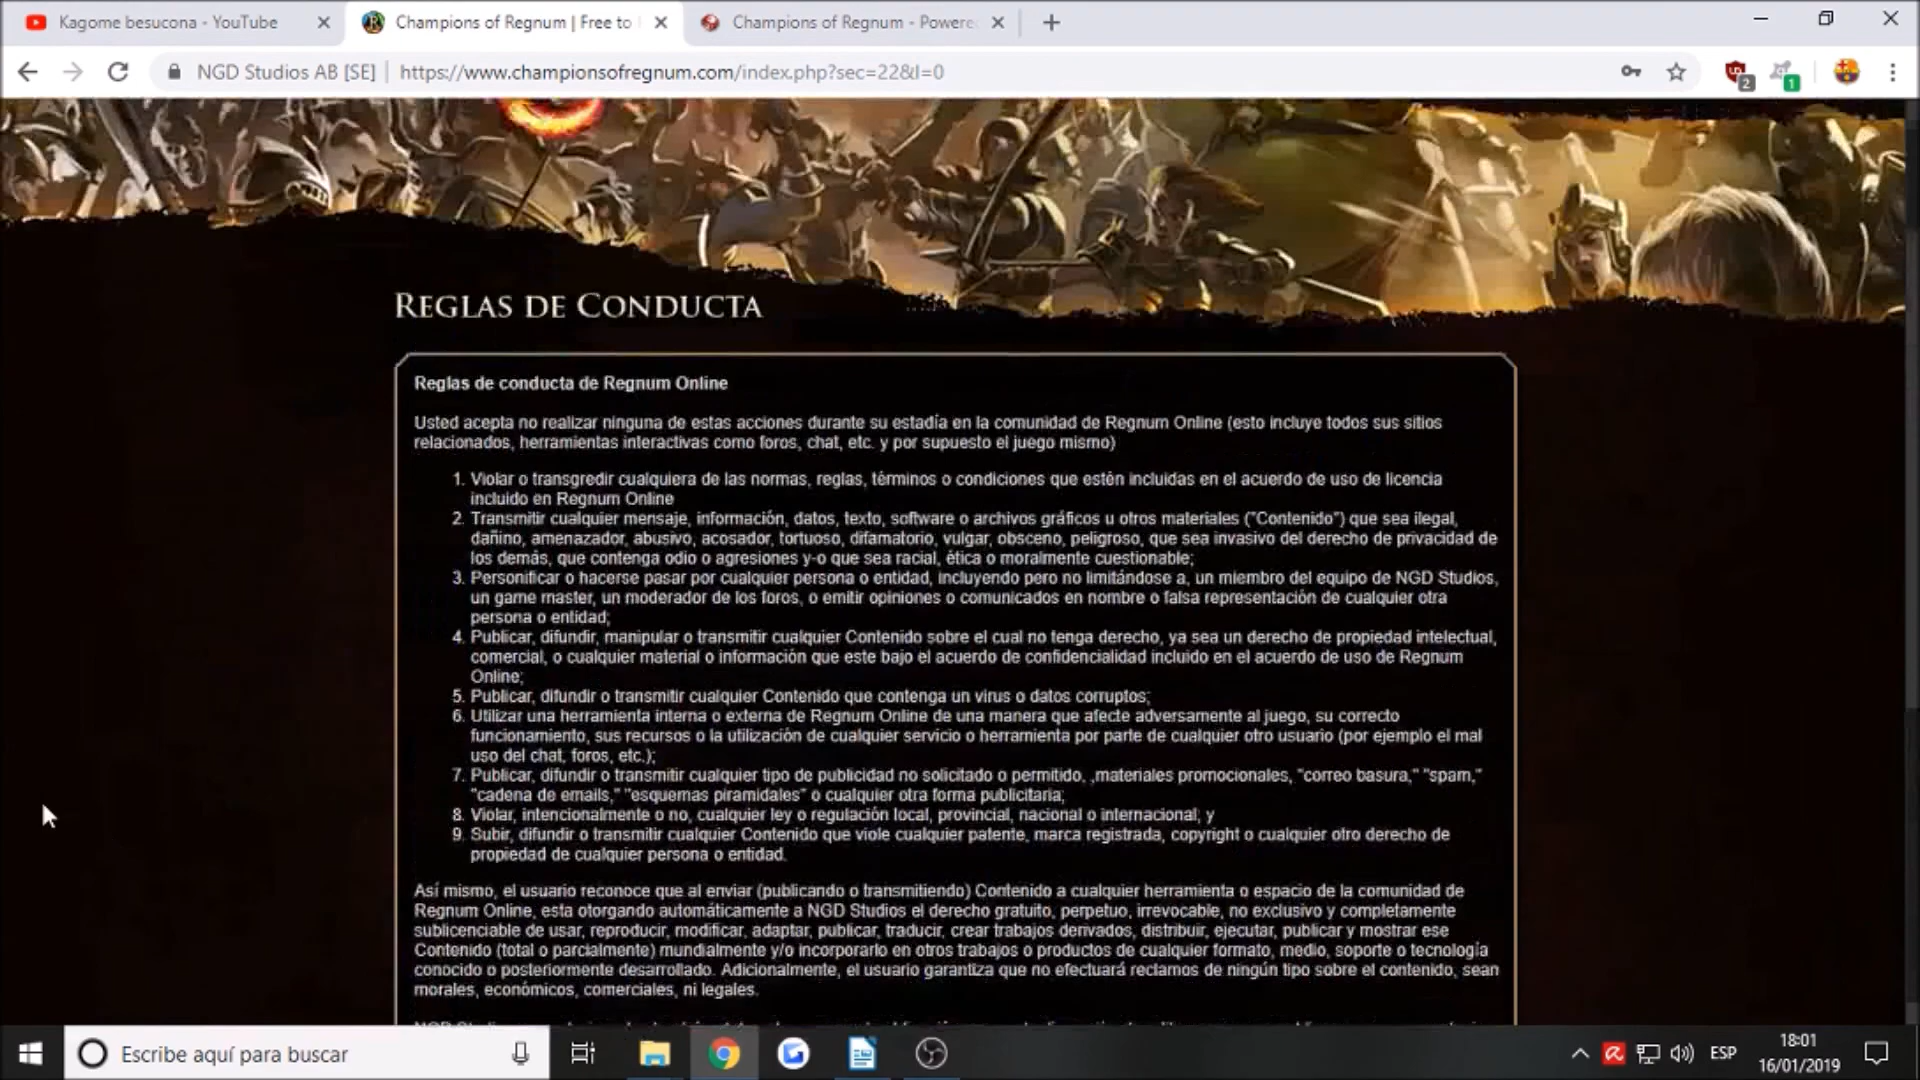 Kagome besucona - YouTube
Champions of Regnum | Free to
Champions of Regnum - Powere
NGD Studios AB [SE]
https://www.championsofregnum.com/index.php?sec=22&l=0
2
1
REGLAS DE CONDUCTA
Reglas de conducta de Regnum Online
Usted acepta no realizar ninguna de estas acciones durante su estadía en la comunidad de Regnum Online (esto incluye todos sus sitios
relacionados, herramientas interactivas como foros, chat, etc. y por supuesto el juego mismo)
1. Violar o transgredir cualquiera de las normas, reglas, términos o condiciones que estén incluidas en el acuerdo de uso de licencia
incluido en Regnum Online
2. Transmitir cualquier mensaje, información, datos, texto, software o archivos gráficos u otros materiales ("Contenido") que sea ilegal,
dañino, amenazador, abusivo, acosador, tortuoso, difamatorio, vulgar, obsceno, peligroso, que sea invasivo del derecho de privacidad de
los demás, que contenga odio o agresiones y-o que sea racial, ética o moralmente cuestionable;
3. Personificar o hacerse pasar por cualquier persona o entidad, incluyendo pero no limitándose a, un miembro del equipo de NGD Studios,
un game master, un moderador de los foros, o emitir opiniones o comunicados en nombre o falsa representación de cualquier otra
persona o entidad;
4. Publicar, difundir, manipular o transmitir cualquier Contenido sobre el cual no tenga derecho, ya sea un derecho de propiedad intelectual,
comercial, o cualquier material o información que este bajo el acuerdo de confidencialidad incluido en el acuerdo de uso de Regnum
Online;
5. Publicar, difundir o transmitir cualquier Contenido que contenga un virus o datos corruptos;
6. Utilizar una herramienta interna o externa de Regnum Online de una manera que afecte adversamente al juego, su correcto
funcionamiento, sus recursos o la utilización de cualquier servicio o herramienta por parte de cualquier otro usuario (por ejemplo el mal
uso del chat, foros, etc.);
7. Publicar, difundir o transmitir cualquier tipo de publicidad no solicitado o permitido, ,materiales promocionales, "correo basura," "spam,"
"cadena de emails," "esquemas piramidales" o cualquier otra forma publicitaria;
8. Violar, intencionalmente o no, cualquier ley o regulación local, provincial, nacional o internacional; y
9. Subir, difundir o transmitir cualquier Contenido que viole cualquier patente, marca registrada, copyright o cualquier otro derecho de
propiedad de cualquier persona o entidad.
Así mismo, el usuario reconoce que al enviar (publicando o transmitiendo) Contenido a cualquier herramienta o espacio de la comunidad de
Regnum Online, esta otorgando automáticamente a NGD Studios el derecho gratuito, perpetuo, irrevocable, no exclusivo y completamente
sublicenciable de usar, reproducir, modificar, adaptar, publicar, traducir, crear trabajos derivados, distribuir, ejecutar, publicar y mostrar ese
Contenido (total o parcialmente) mundialmente y/o incorporarlo en otros trabajos o productos de cualquier formato, medio, soporte o tecnología
conocido o posteriormente desarrollado. Adicionalmente, el usuario garantiza que no efectuará reclamos de ningún tipo sobre el contenido, sean
morales, económicos, comerciales, ni legales.
Escribe aquí para buscar
ESP
18:01
16/01/2019